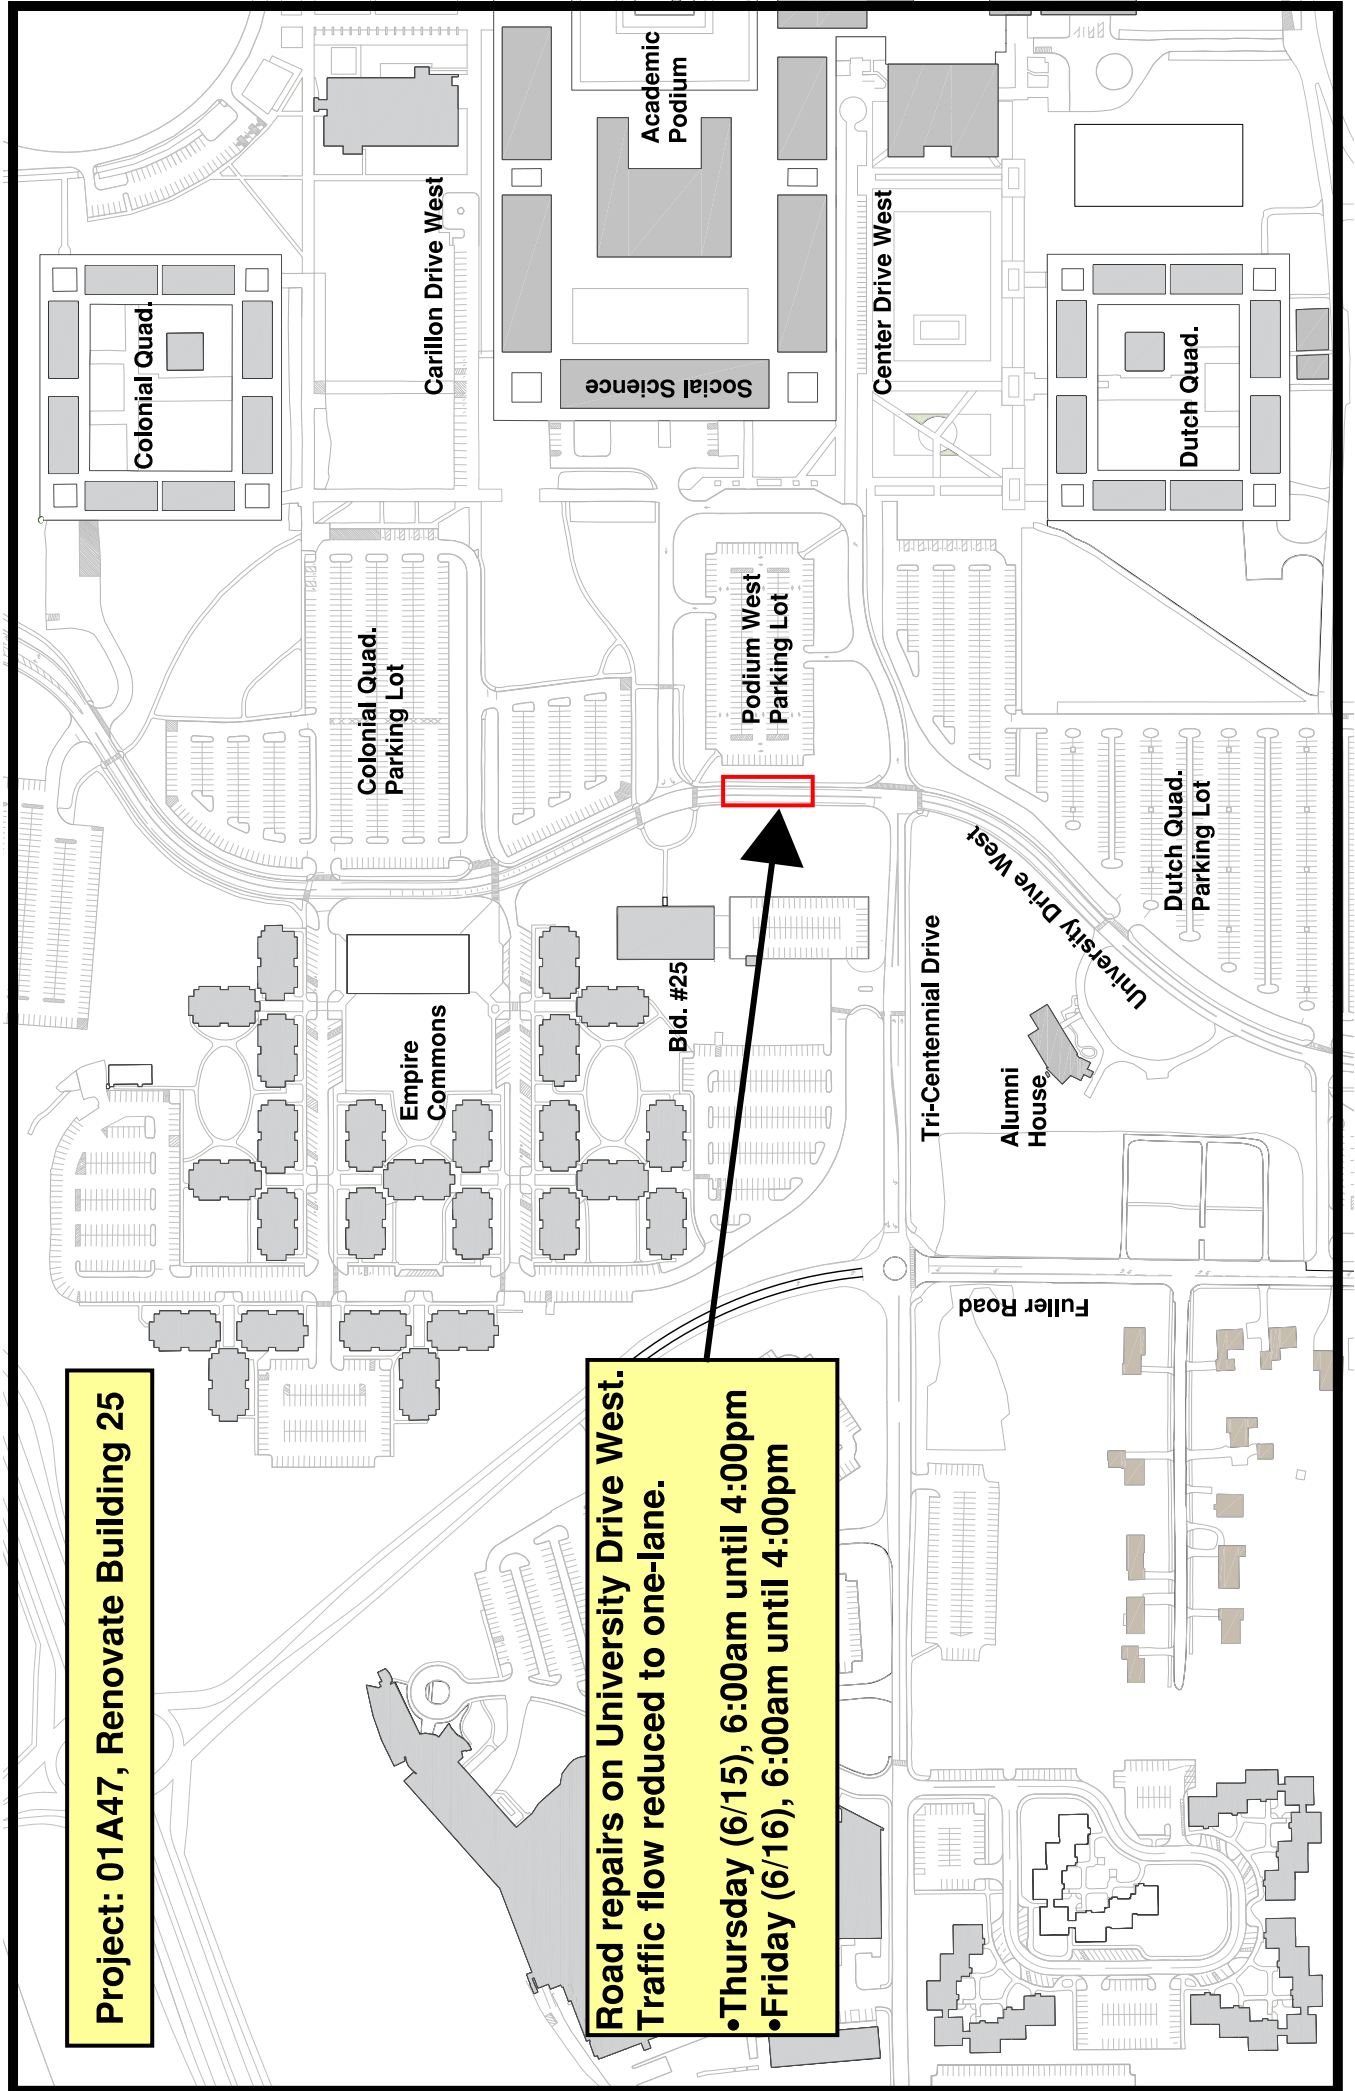 Project: 01A47, Renovate Building 25
Colonial Quad.
Carillon Drive West
Academic
Podium
Social Science
Center Drive West
Dutch Quad.
Colonial Quad.
Parking Lot
Podium West
Parking Lot
Dutch Quad.
Parking Lot
University Drive West
Empire
Commons
Bld. #25
Tri-Centennial Drive
Alumni
House
Fuller Road
Road repairs on University Drive West.
Traffic flow reduced to one-lane.
•Thursday (6/15), 6:00am until 4:00pm
•Friday (6/16), 6:00am until 4:00pm